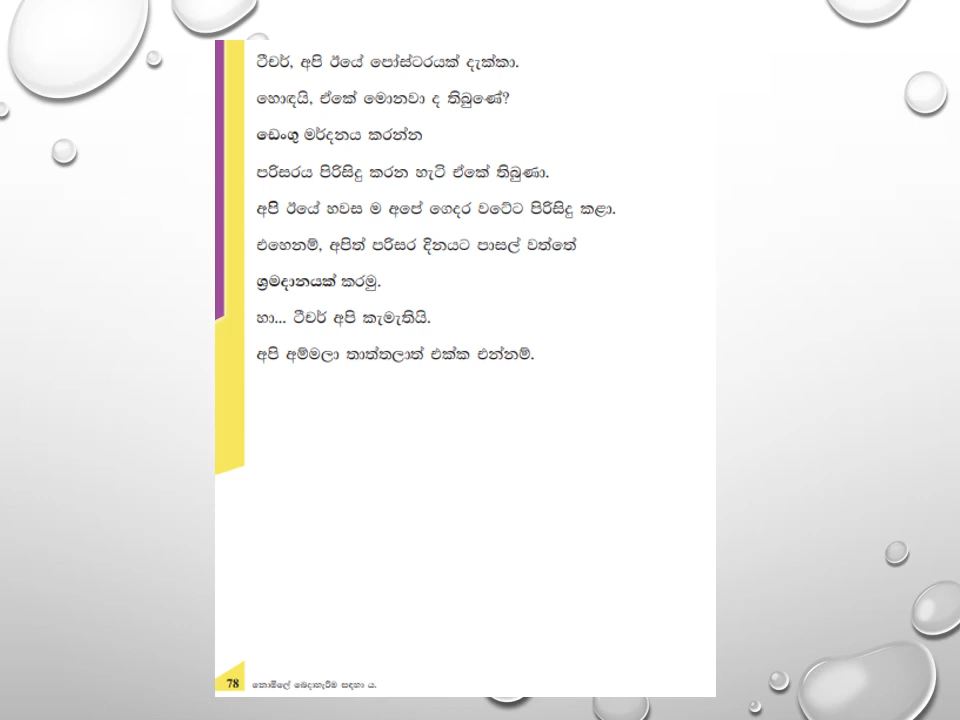 ටීචර්, අපි ඊයේ පෝස්ටරයක් දැක්කා.
හොඳයි, ඒකේ මොනවා ද තිබුණේ?
ඩෙංගු මර්දනය කරන්න
පරිසරය පිරිසිදු කරන හැටි ඒකේ තිබුණා.
අපි ඊයේ හවස ම අපේ ගෙදර වටේට පිරිසිදු කළා.
එහෙනම්, අපිත් පරිසර දිනයට පාසල් වත්තේ
ශ්‍රමදානයක් කරමු.
හා... ටීචර් අපි කැමැතියි.
අපි අම්මලා තාත්තලාත් එක්ක එන්නම්.
78 නොමිලේ බෙදාහැරීම සඳහා ය.